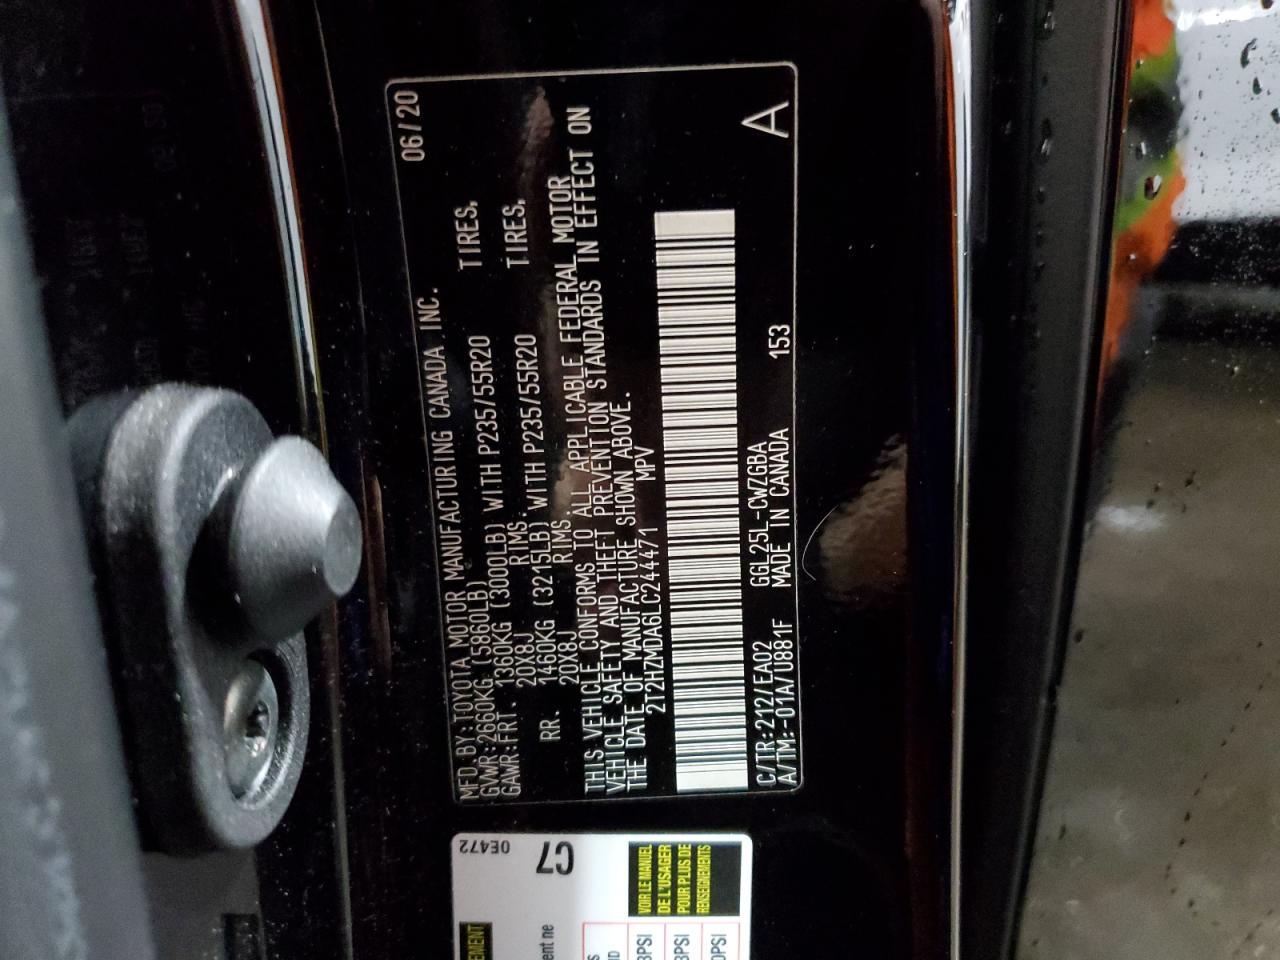 06/20
MFD.BY:TOYOTA MOTOR MANUFACTURING CANADA INC.
GVWR:2660KG(5860LB)
GAWR:FRT. 1360KG (3000LB) WITH P235/55R20 TIRES,
20X8J RIMS.
RR. 1460KG (3215LB) WITH P235/55R20 TIRES,
20X8J RIMS.
THIS VEHICLE CONFORMS TO ALL APPLICABLE FEDERAL MOTOR
VEHICLE SAFETY AND THEFT PREVENTION STANDARDS IN EFFECT ON
THE DATE OF MANUFACTURE SHOWN ABOVE.
2T2HZMDA6LC244471 MPV
C/TR:212/EA02 GGL25L-CWZGBA
A/TM:-01A/U881F MADE IN CANADA 153 A
0E472
C7
VOIR LE MANUEL
DE L'USAGER
POUR PLUS DE
RENSEIGNEMENTS